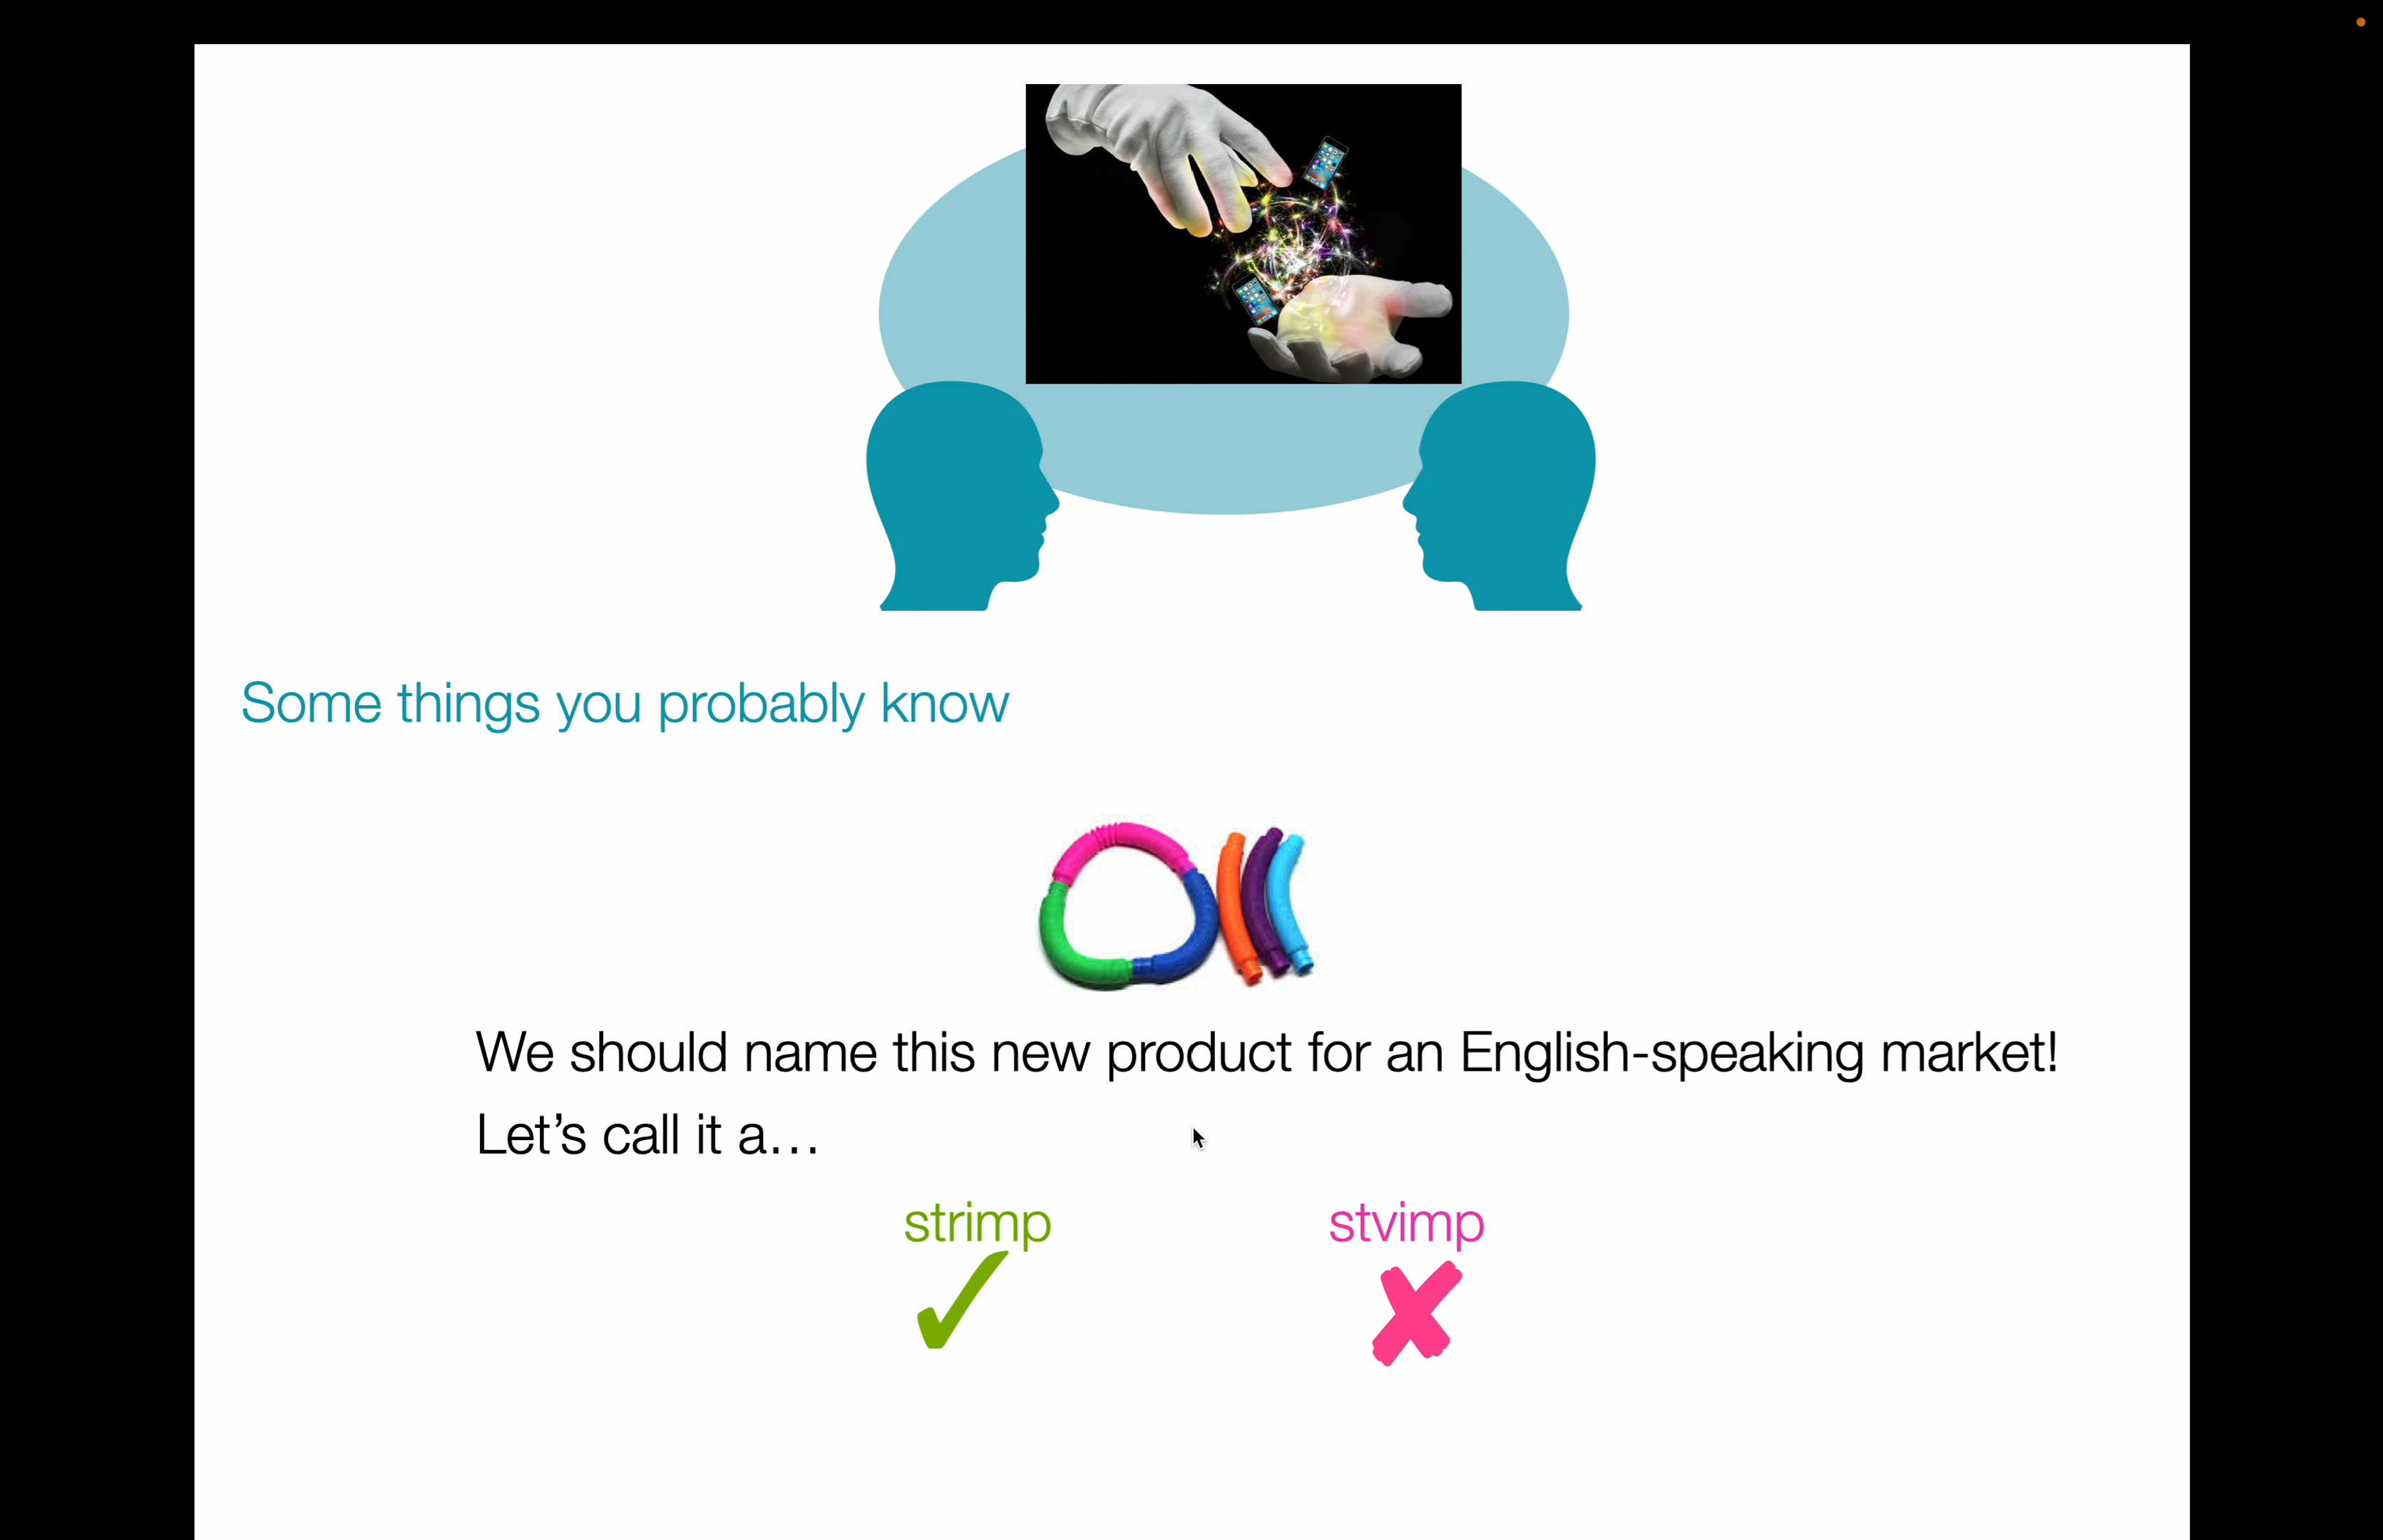 Some things you probably know
We should name this new product for an English-speaking market!
Let’s call it a…
strimp
stvimp